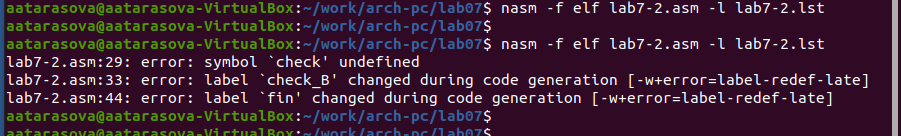 aatarasova@aatarasova-VirtualBox:~/work/arch-pc/lab07$ nasm -f elf lab7-2.asm -l lab7-2.lst
aatarasova@aatarasova-VirtualBox:~/work/arch-pc/lab07$
aatarasova@aatarasova-VirtualBox:~/work/arch-pc/lab07$ nasm -f elf lab7-2.asm -l lab7-2.lst
lab7-2.asm:29: error: symbol `check' undefined
lab7-2.asm:33: error: label `check_B' changed during code generation [-w+error=label-redef-late]
lab7-2.asm:44: error: label `fin' changed during code generation [-w+error=label-redef-late]
aatarasova@aatarasova-VirtualBox:~/work/arch-pc/lab07$
aatarasova@aatarasova-VirtualBox:~/work/arch-pc/lab07$